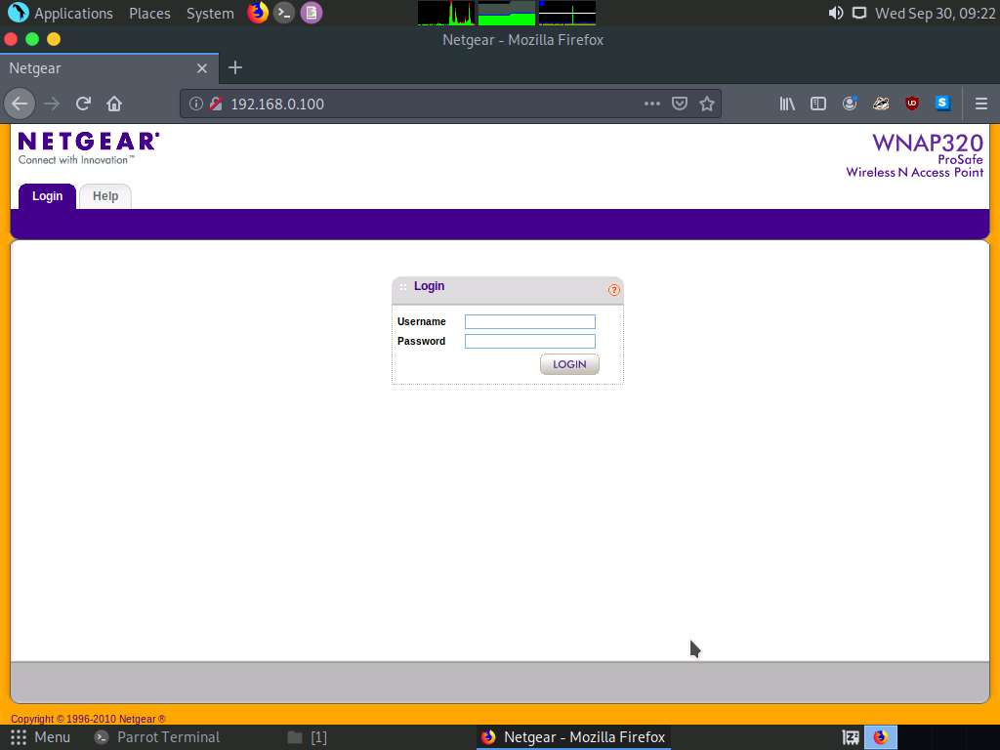 Applications Places System Wed Sep 30, 09:22
Netgear - Mozilla Firefox
Netgear
192.168.0.100
NETGEAR
Connect with Innovation™
WNAP320
ProSafe
Wireless N Access Point
Login Help
Login
Username
Password
LOGIN
Copyright © 1996-2010 Netgear ®
Menu Parrot Terminal [1] Netgear - Mozilla Firefox